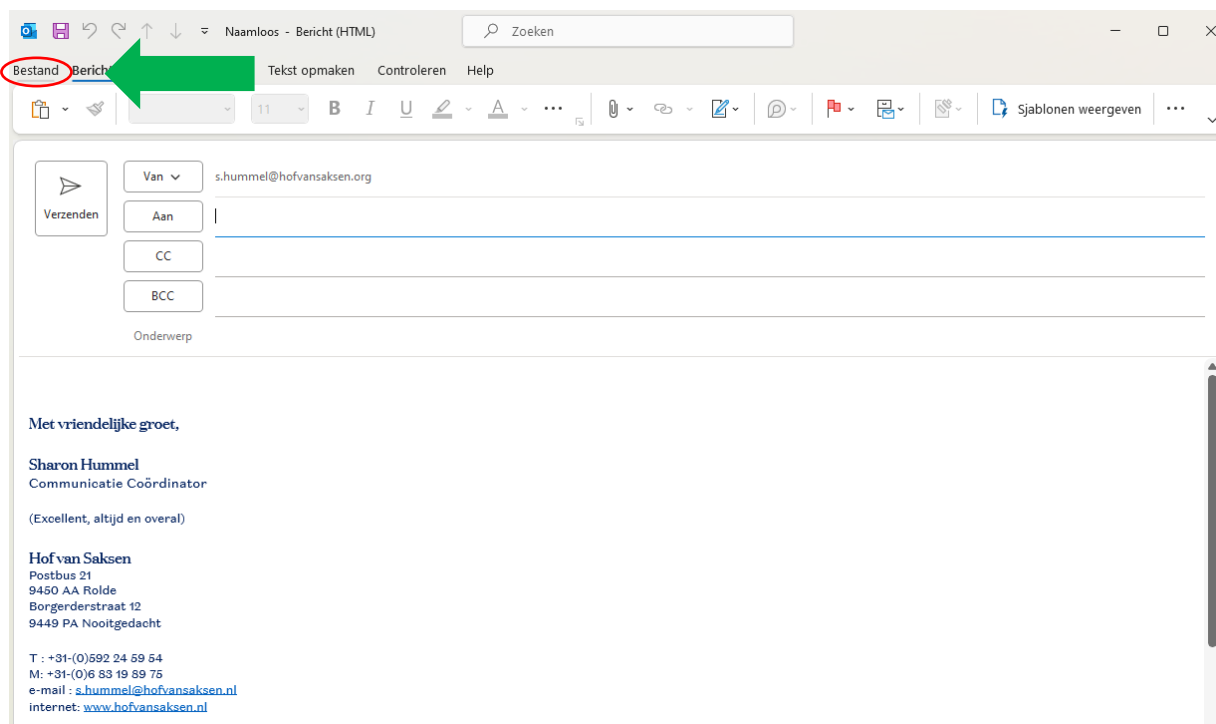 Naamloos - Bericht (HTML)
Zoeken
Bestand Bericht Tekst opmaken Controleren Help
11 B I U A Sjablonen weergeven
Verzenden
Van s.hummel@hofvansaksen.org
Aan
CC
BCC
Onderwerp
Met vriendelijke groet,
Sharon Hummel
Communicatie Coördinator
(Excellent, altijd en overal)
Hof van Saksen
Postbus 21
9450 AA Rolde
Borgerderstraat 12
9449 PA Nooitgedacht
T : +31-(0)592 24 59 54
M: +31-(0)6 83 19 89 75
e-mail : s.hummel@hofvansaksen.nl
internet: www.hofvansaksen.nl